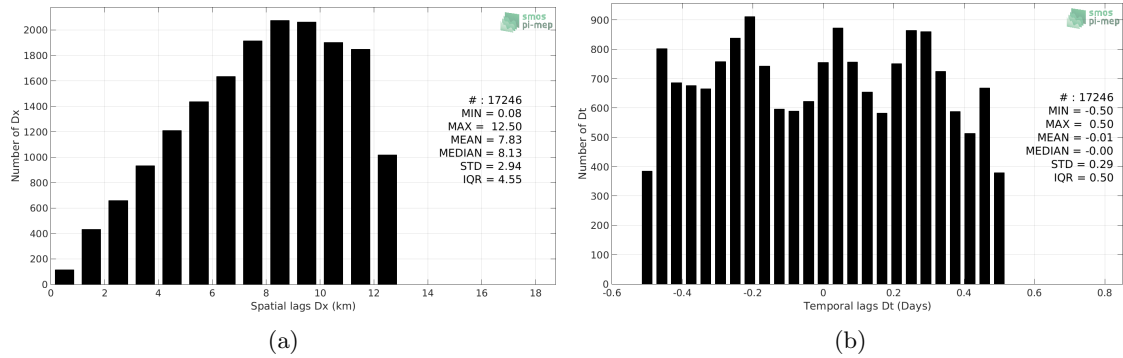 smos
pi-mep
2000
1800
1600
1400
1200
1000
800
600
400
200
0
Number of Dx
# : 17246
MIN = 0.08
MAX = 12.50
MEAN = 7.83
MEDIAN = 8.13
STD = 2.94
IQR = 4.55
0 2 4 6 8 10 12 14 16 18
Spatial lags Dx (km)
(a)
smos
pi-mep
900
800
700
600
500
400
300
200
100
0
Number of Dt
# : 17246
MIN = -0.50
MAX = 0.50
MEAN = -0.01
MEDIAN = -0.00
STD = 0.29
IQR = 0.50
-0.6 -0.4 -0.2 0 0.2 0.4 0.6 0.8
Temporal lags Dt (Days)
(b)